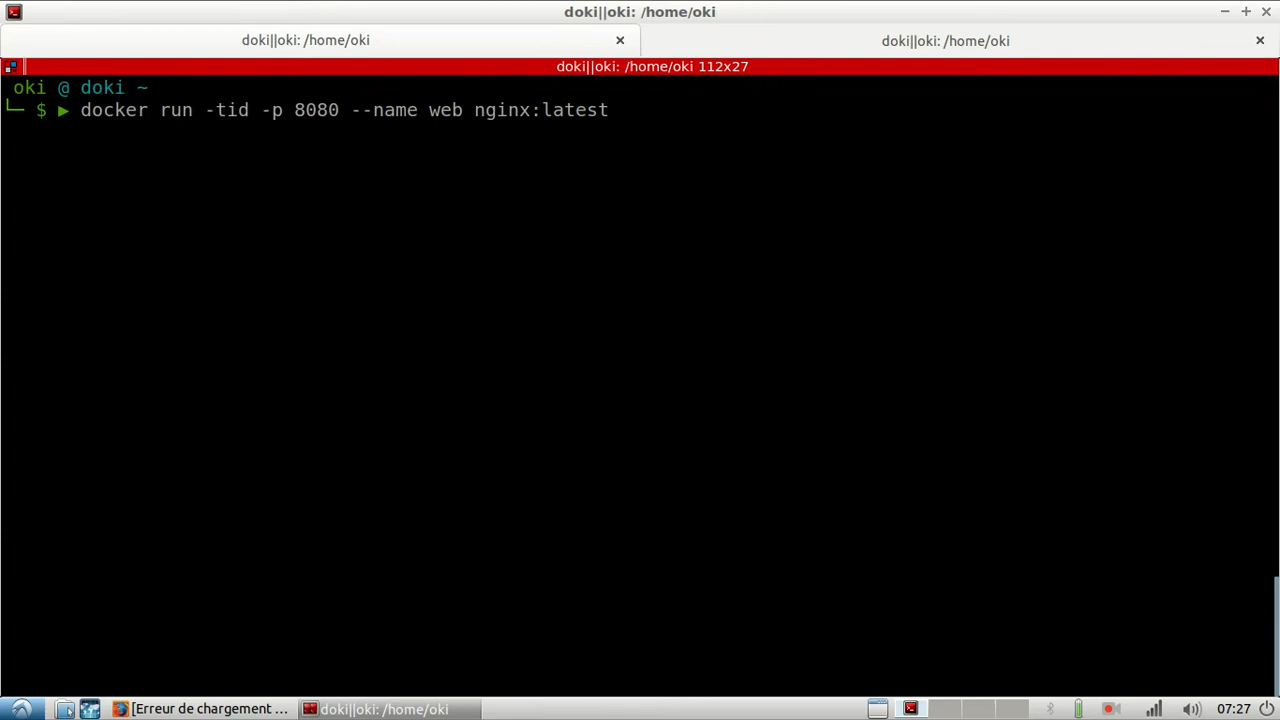 doki||oki: /home/oki
doki||oki: /home/oki
doki||oki: /home/oki
doki||oki: /home/oki 112x27
oki @ doki ~
└─ $ ▶ docker run -tid -p 8080 --name web nginx:latest
[Erreur de chargement ...
doki||oki: /home/oki
07:27